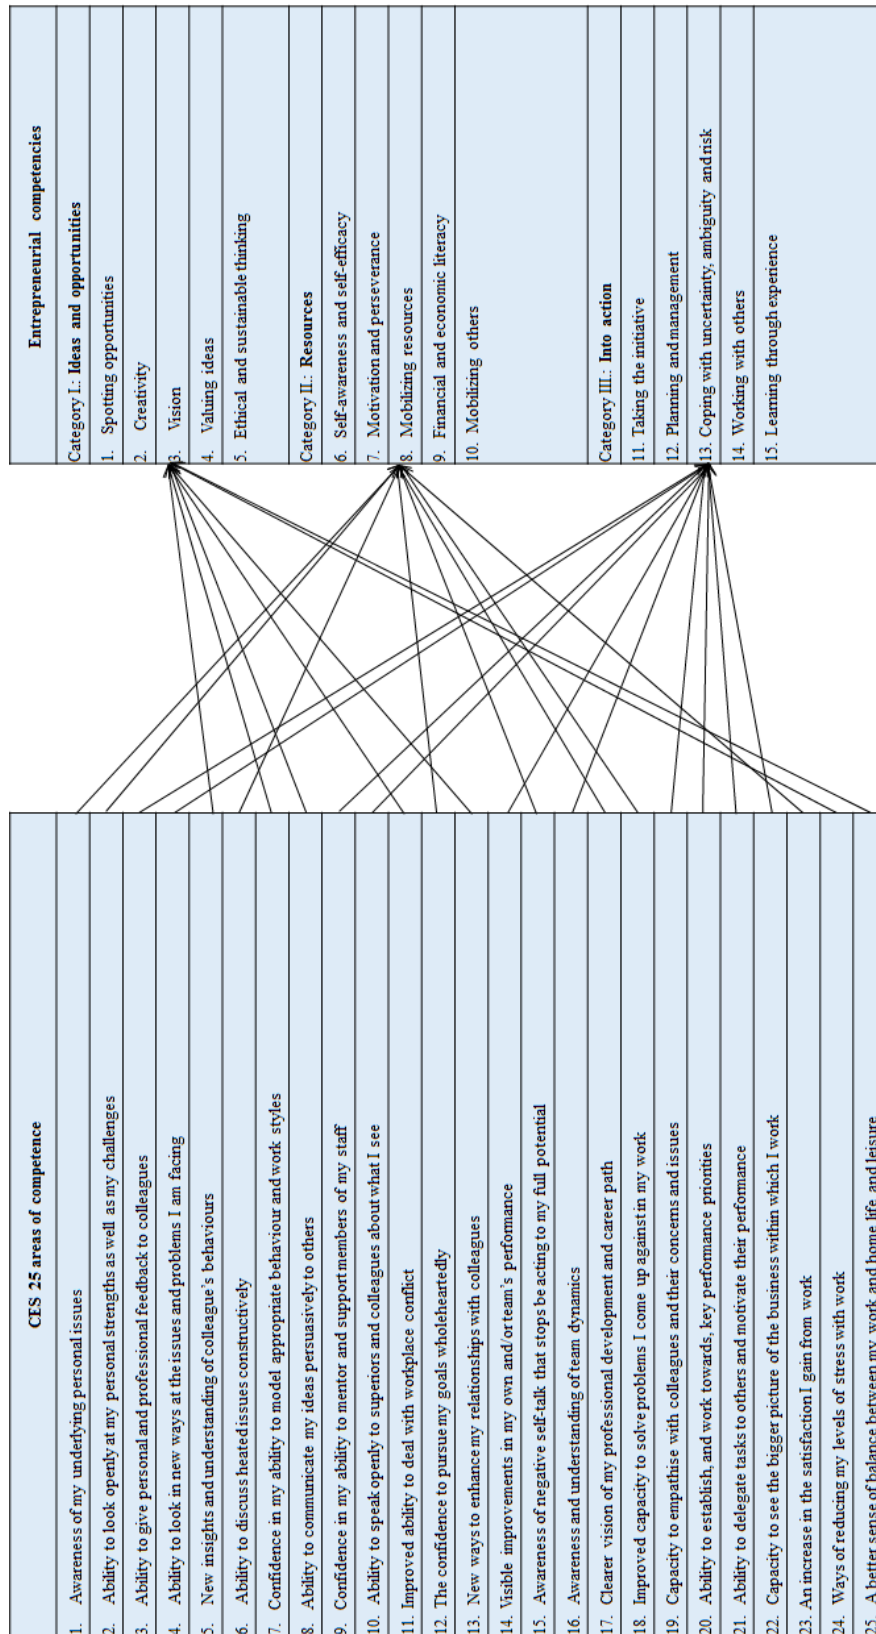 CES 25 areas of competence
1. Awareness of my underlying personal issues
2. Ability to look openly at my personal strengths as well as my challenges
3. Ability to give personal and professional feedback to colleagues
4. Ability to look in new ways at the issues and problems I am facing
5. New insights and understanding of colleague's behaviours
6. Ability to discuss heated issues constructively
7. Confidence in my ability to model appropriate behaviour and work styles
8. Ability to communicate my ideas persuasively to others
9. Confidence in my ability to mentor and support members of my staff
10. Ability to speak openly to superiors and colleagues about what I see
11. Improved ability to deal with workplace conflict
12. The confidence to pursue my goals wholeheartedly
13. New ways to enhance my relationships with colleagues
14. Visible improvements in my own and/or team's performance
15. Awareness of negative self-talk that stops be acting to my full potential
16. Awareness and understanding of team dynamics
17. Clearer vision of my professional development and career path
18. Improved capacity to solve problems I come up against in my work
19. Capacity to empathise with colleagues and their concerns and issues
20. Ability to establish, and work towards, key performance priorities
21. Ability to delegate tasks to others and motivate their performance
22. Capacity to see the bigger picture of the business within which I work
23. An increase in the satisfaction I gain from work
24. Ways of reducing my levels of stress with work
25. A better sense of balance between my work and home life and leisure
Entrepreneurial competencies
Category I.: Ideas and opportunities
1. Spotting opportunities
2. Creativity
3. Vision
4. Valuing ideas
5. Ethical and sustainable thinking
Category II.: Resources
6. Self-awareness and self-efficacy
7. Motivation and perseverance
8. Mobilizing resources
9. Financial and economic literacy
10. Mobilizing others
Category III.: Into action
11. Taking the initiative
12. Planning and management
13. Coping with uncertainty, ambiguity and risk
14. Working with others
15. Learning through experience